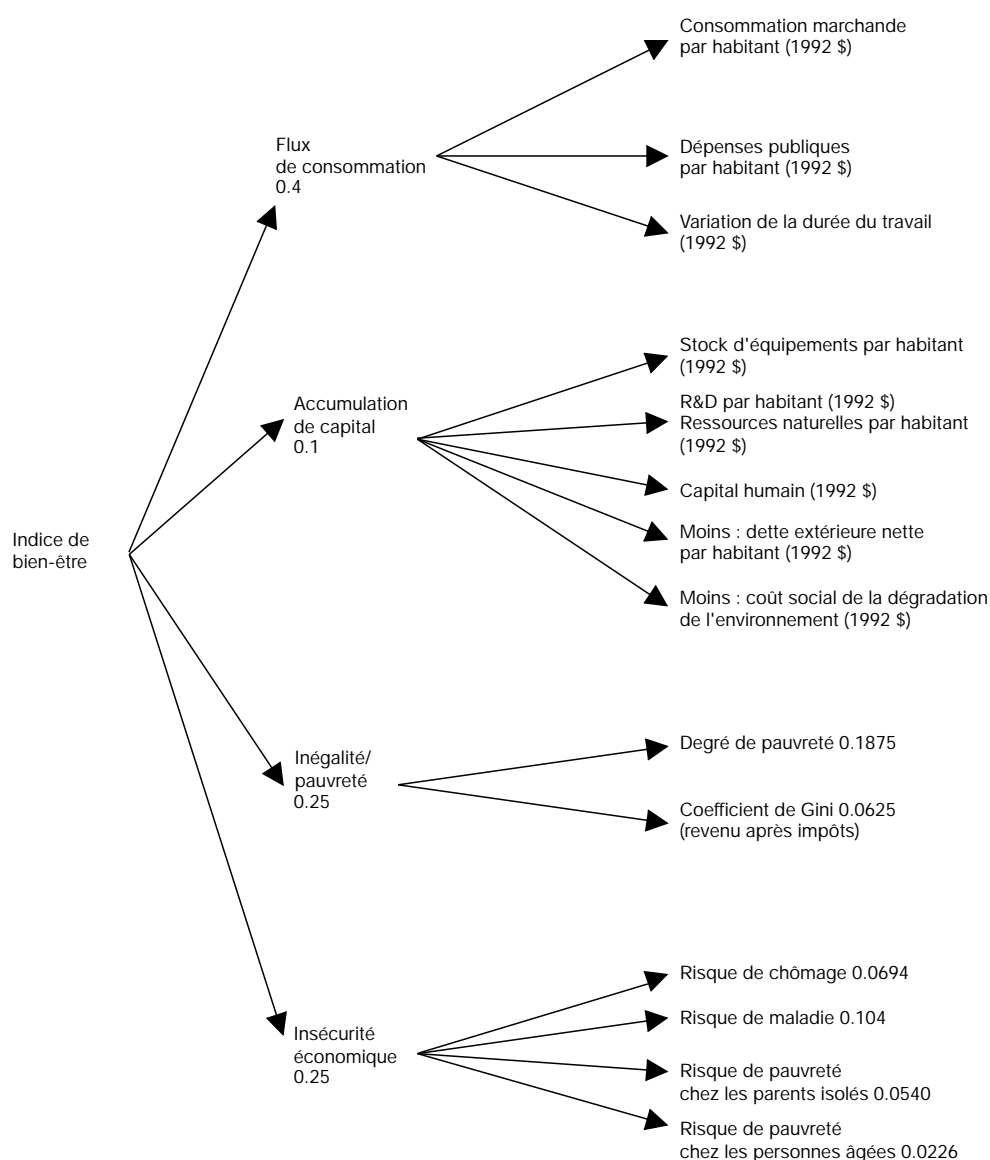 Consommation marchande
par habitant (1992 $)
Flux
de consommation
0.4
Dépenses publiques
par habitant (1992 $)
Variation de la durée du travail
(1992 $)
Stock d'équipements par habitant
(1992 $)
Accumulation
de capital
0.1
R&D par habitant (1992 $)
Ressources naturelles par habitant
(1992 $)
Capital humain (1992 $)
Indice de
bien-être
Moins : dette extérieure nette
par habitant (1992 $)
Moins : coût social de la dégradation
de l'environnement (1992 $)
Inégalité/
pauvreté
0.25
Degré de pauvreté 0.1875
Coefficient de Gini 0.0625
(revenu après impôts)
Insécurité
économique
0.25
Risque de chômage 0.0694
Risque de maladie 0.104
Risque de pauvreté
chez les parents isolés 0.0540
Risque de pauvreté
chez les personnes âgées 0.0226